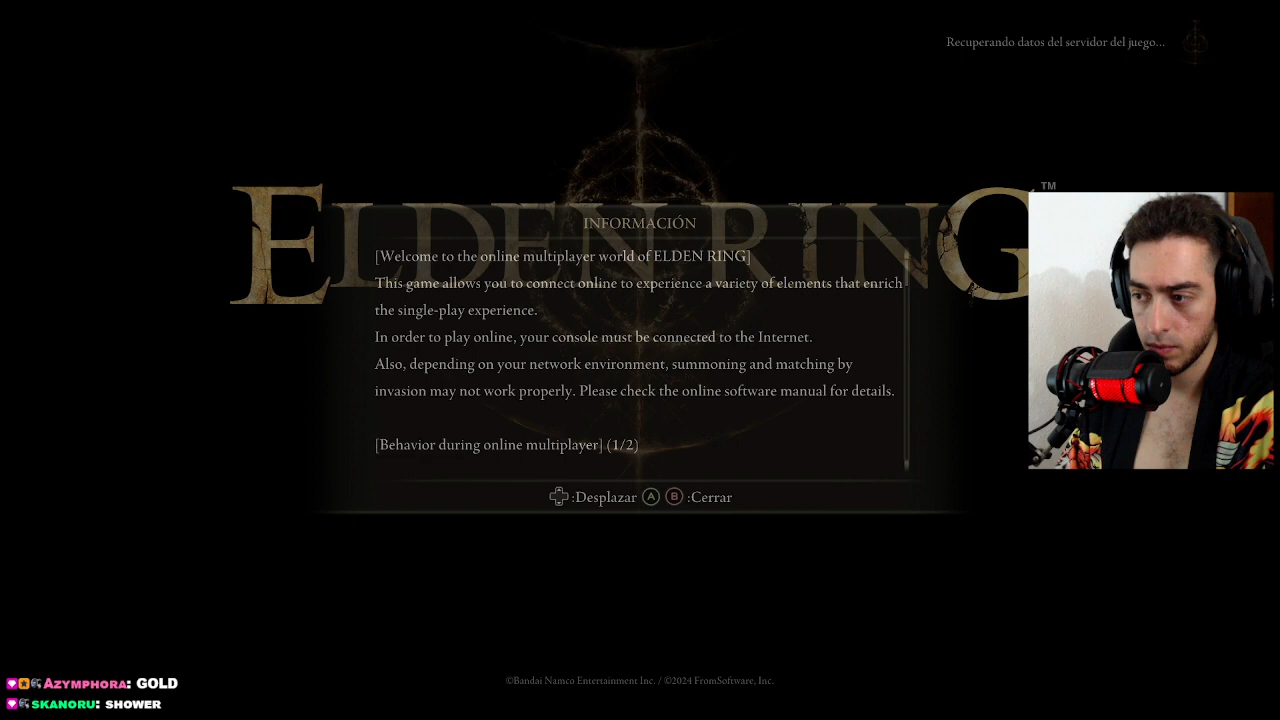 Recuperando datos del servidor del juego...
ELDEN RING™
INFORMACIÓN
[Welcome to the online multiplayer world of ELDEN RING]
This game allows you to connect online to experience a variety of elements that enrich
the single-play experience.
In order to play online, your console must be connected to the Internet.
Also, depending on your network environment, summoning and matching by
invasion may not work properly. Please check the online software manual for details.
[Behavior during online multiplayer] (1/2)
:Desplazar A B :Cerrar
©Bandai Namco Entertainment Inc. / ©2024 FromSoftware, Inc.
AZYMPHORA: GOLD
SKANORU: SHOWER